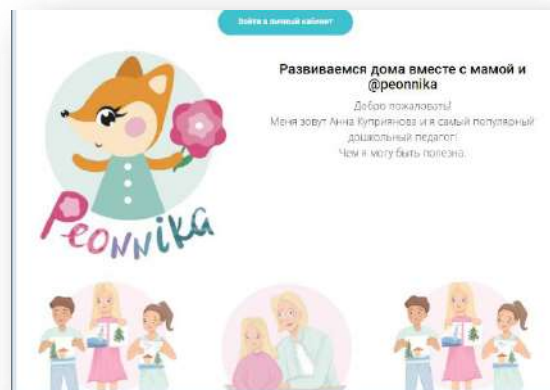 Войти в личный кабинет
Развиваемся дома вместе с мамой и
@peonnika
Добро пожаловать!
Меня зовут Анна Куприянова и я самый популярный
дошкольный педагог!
Чем я могу быть полезна:
Peonnika